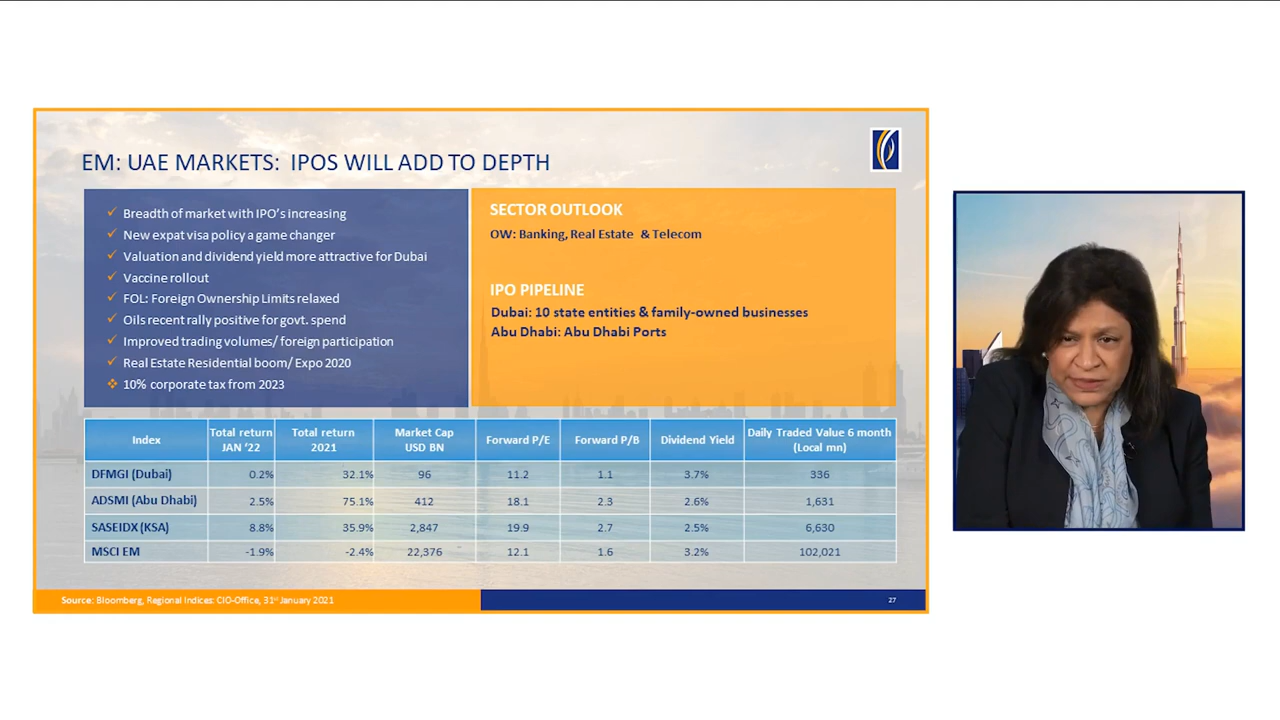 EM: UAE MARKETS: IPOS WILL ADD TO DEPTH
✓ Breadth of market with IPO's increasing
✓ New expat visa policy a game changer
✓ Valuation and dividend yield more attractive for Dubai
✓ Vaccine rollout
✓ FOL: Foreign Ownership Limits relaxed
✓ Oils recent rally positive for govt. spend
✓ Improved trading volumes/ foreign participation
✓ Real Estate Residential boom/ Expo 2020
❖ 10% corporate tax from 2023
SECTOR OUTLOOK
OW: Banking, Real Estate & Telecom
IPO PIPELINE
Dubai: 10 state entities & family-owned businesses
Abu Dhabi: Abu Dhabi Ports
Index Total return JAN '22 Total return 2021 Market Cap USD BN Forward P/E Forward P/B Dividend Yield Daily Traded Value 6 month (Local mn)
DFMGI (Dubai) 0.2% 32.1% 96 11.2 1.1 3.7% 336
ADSMI (Abu Dhabi) 2.5% 75.1% 412 18.1 2.3 2.6% 1,631
SASEIDX (KSA) 8.8% 35.9% 2,847 19.9 2.7 2.5% 6,630
MSCI EM -1.9% -2.4% 22,376 12.1 1.6 3.2% 102,021
Source: Bloomberg, Regional Indices: CIO-Office, 31st January 2021
27